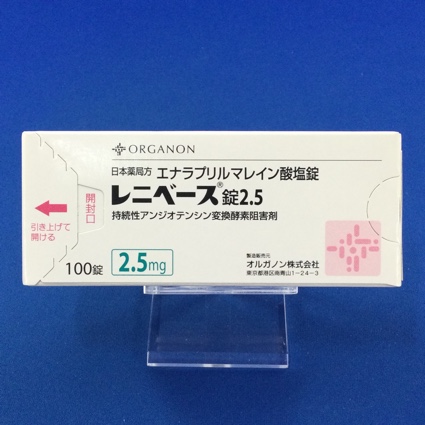 ORGANON
日本薬局方 エナラプリルマレイン酸塩錠
レニベース®錠2.5
持続性アンジオテンシン変換酵素阻害剤
開封口
引き上げて
開ける
100錠
2.5mg
製造販売元
オルガノン株式会社
東京都港区南青山1-24-3